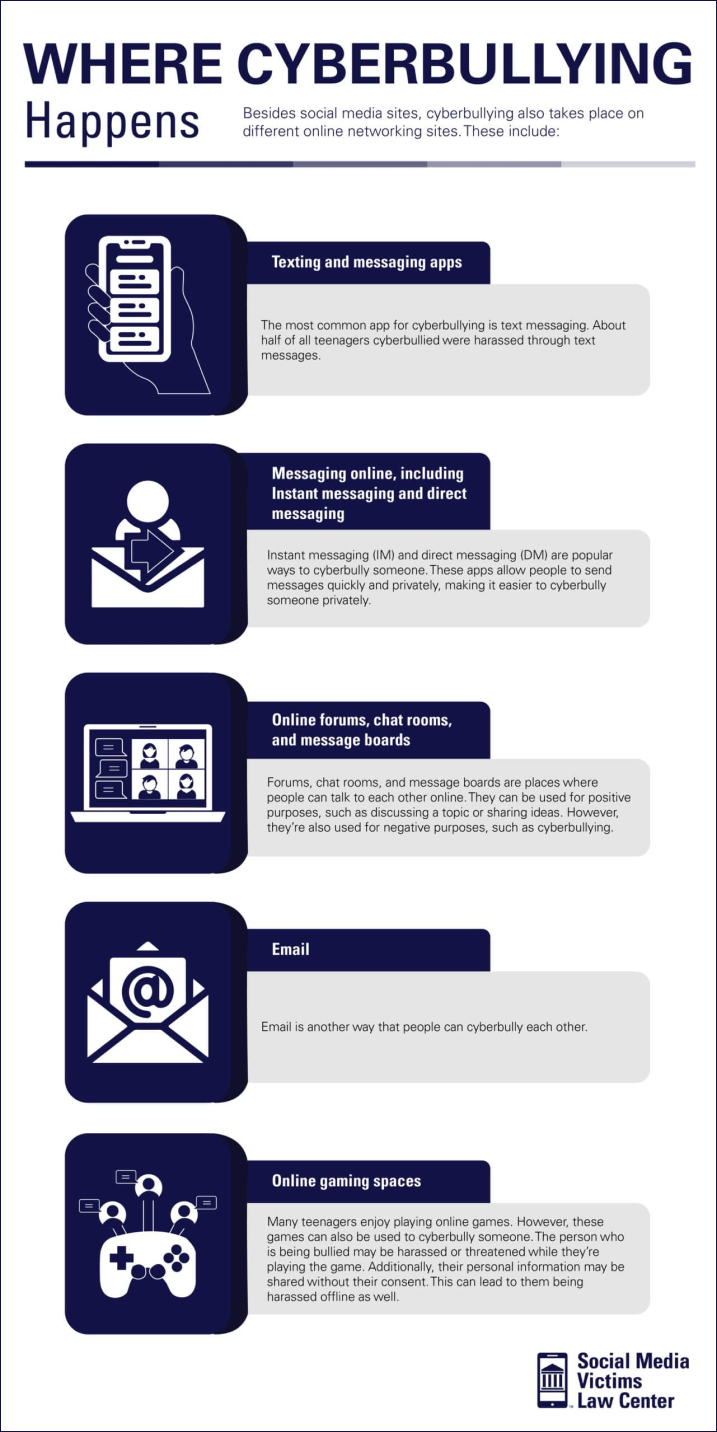 WHERE CYBERBULLYING
Happens
Besides social media sites, cyberbullying also takes place on
different online networking sites. These include:
Texting and messaging apps
The most common app for cyberbullying is text messaging. About
half of all teenagers cyberbullied were harassed through text
messages.
Messaging online, including
Instant messaging and direct
messaging
Instant messaging (IM) and direct messaging (DM) are popular
ways to cyberbully someone. These apps allow people to send
messages quickly and privately, making it easier to cyberbully
someone privately.
Online forums, chat rooms,
and message boards
Forums, chat rooms, and message boards are places where
people can talk to each other online. They can be used for positive
purposes, such as discussing a topic or sharing ideas. However,
they're also used for negative purposes, such as cyberbullying.
Email
@
Email is another way that people can cyberbully each other.
Online gaming spaces
Many teenagers enjoy playing online games. However, these
games can also be used to cyberbully someone. The person who
is being bullied may be harassed or threatened while they're
playing the game. Additionally, their personal information may be
shared without their consent. This can lead to them being
harassed offline as well.
Social Media
Victims
Law Center